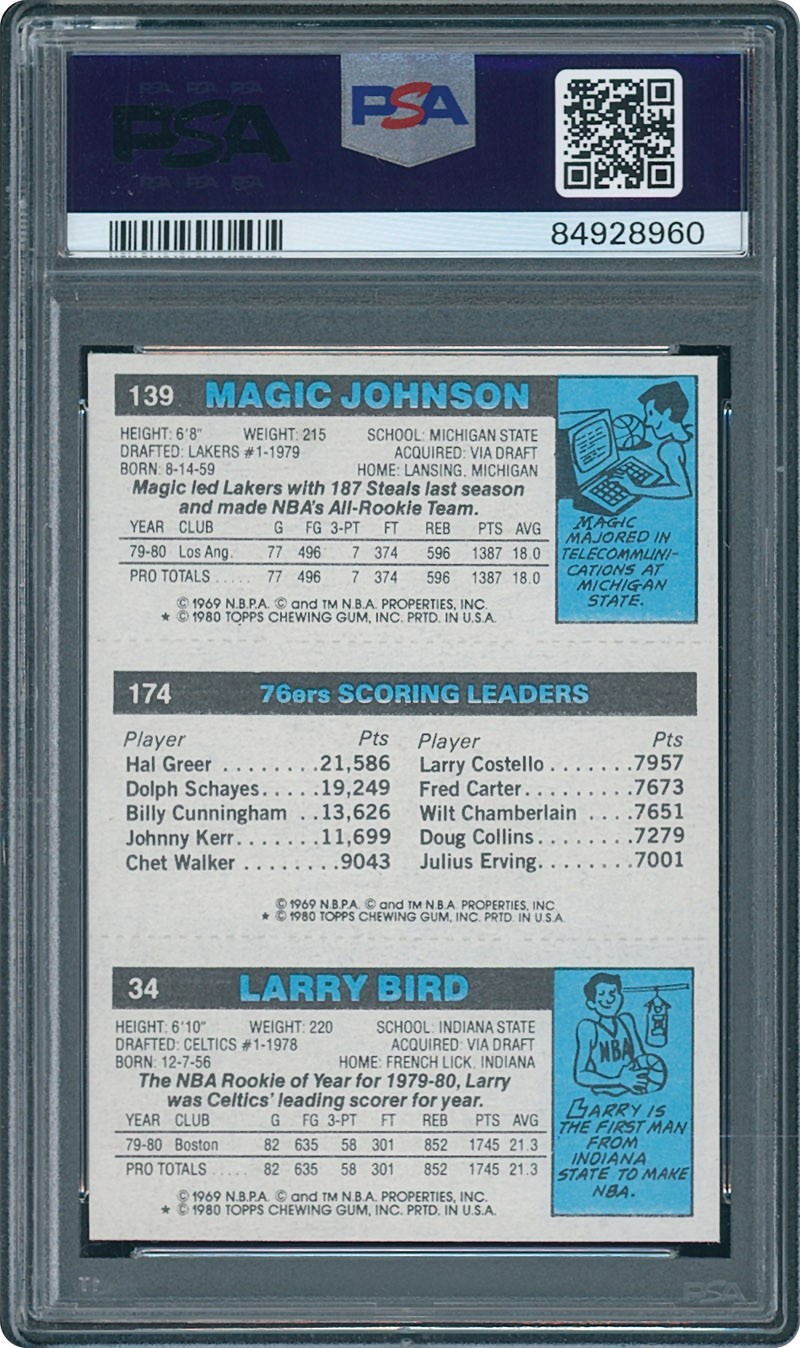 PSA PSA PSA
PSA
PSA
PSA PSA PSA
84928960
139 MAGIC JOHNSON
HEIGHT: 6'8" WEIGHT: 215 SCHOOL: MICHIGAN STATE
DRAFTED: LAKERS #1-1979 ACQUIRED: VIA DRAFT
BORN: 8-14-59 HOME: LANSING, MICHIGAN
Magic led Lakers with 187 Steals last season
and made NBA's All-Rookie Team.
YEAR CLUB G FG 3-PT FT REB PTS AVG
79-80 Los Ang. 77 496 7 374 596 1387 18.0
PRO TOTALS ..... 77 496 7 374 596 1387 18.0
© 1969 N.B.P.A. © and TM N.B.A. PROPERTIES, INC.
★ © 1980 TOPPS CHEWING GUM, INC. PRTD. IN U.S.A.
MAGIC
MAJORED IN
TELECOMMUNI-
CATIONS AT
MICHIGAN
STATE.
174 76ers SCORING LEADERS
Player Pts Player Pts
Hal Greer ........21,586 Larry Costello .......7957
Dolph Schayes.....19,249 Fred Carter.........7673
Billy Cunningham ..13,626 Wilt Chamberlain ....7651
Johnny Kerr.......11,699 Doug Collins........7279
Chet Walker ........9043 Julius Erving........7001
© 1969 N.B.P.A. © and TM N.B.A. PROPERTIES, INC
★ © 1980 TOPPS CHEWING GUM, INC. PRTD. IN U.S.A.
34 LARRY BIRD
HEIGHT: 6'10" WEIGHT: 220 SCHOOL: INDIANA STATE
DRAFTED: CELTICS #1-1978 ACQUIRED: VIA DRAFT
BORN: 12-7-56 HOME: FRENCH LICK, INDIANA
The NBA Rookie of Year for 1979-80, Larry
was Celtics' leading scorer for year.
YEAR CLUB G FG 3-PT FT REB PTS AVG
79-80 Boston 82 635 58 301 852 1745 21.3
PRO TOTALS ..... 82 635 58 301 852 1745 21.3
© 1969 N.B.P.A. © and TM N.B.A. PROPERTIES, INC.
★ © 1980 TOPPS CHEWING GUM, INC. PRTD. IN U.S.A.
NBA
LARRY IS
THE FIRST MAN
FROM
INDIANA
STATE TO MAKE
NBA.
PSA